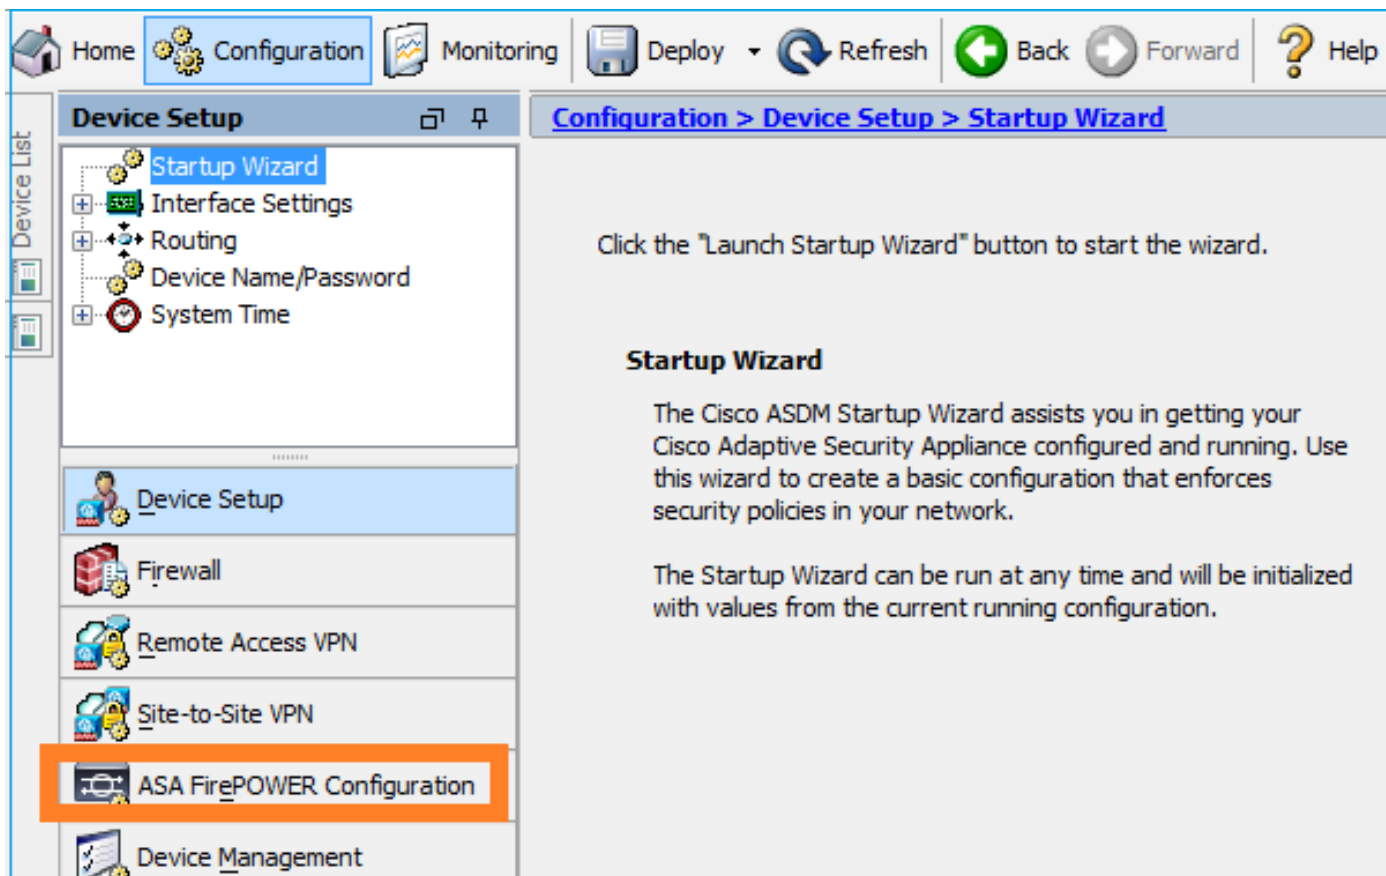 Home Configuration Monitoring Deploy Refresh Back Forward Help
Device List
Device Setup
Startup Wizard
Interface Settings
Routing
Device Name/Password
System Time
Device Setup
Firewall
Remote Access VPN
Site-to-Site VPN
ASA FirePOWER Configuration
Device Management
Configuration > Device Setup > Startup Wizard
Click the "Launch Startup Wizard" button to start the wizard.
Startup Wizard
The Cisco ASDM Startup Wizard assists you in getting your
Cisco Adaptive Security Appliance configured and running. Use
this wizard to create a basic configuration that enforces
security policies in your network.
The Startup Wizard can be run at any time and will be initialized
with values from the current running configuration.